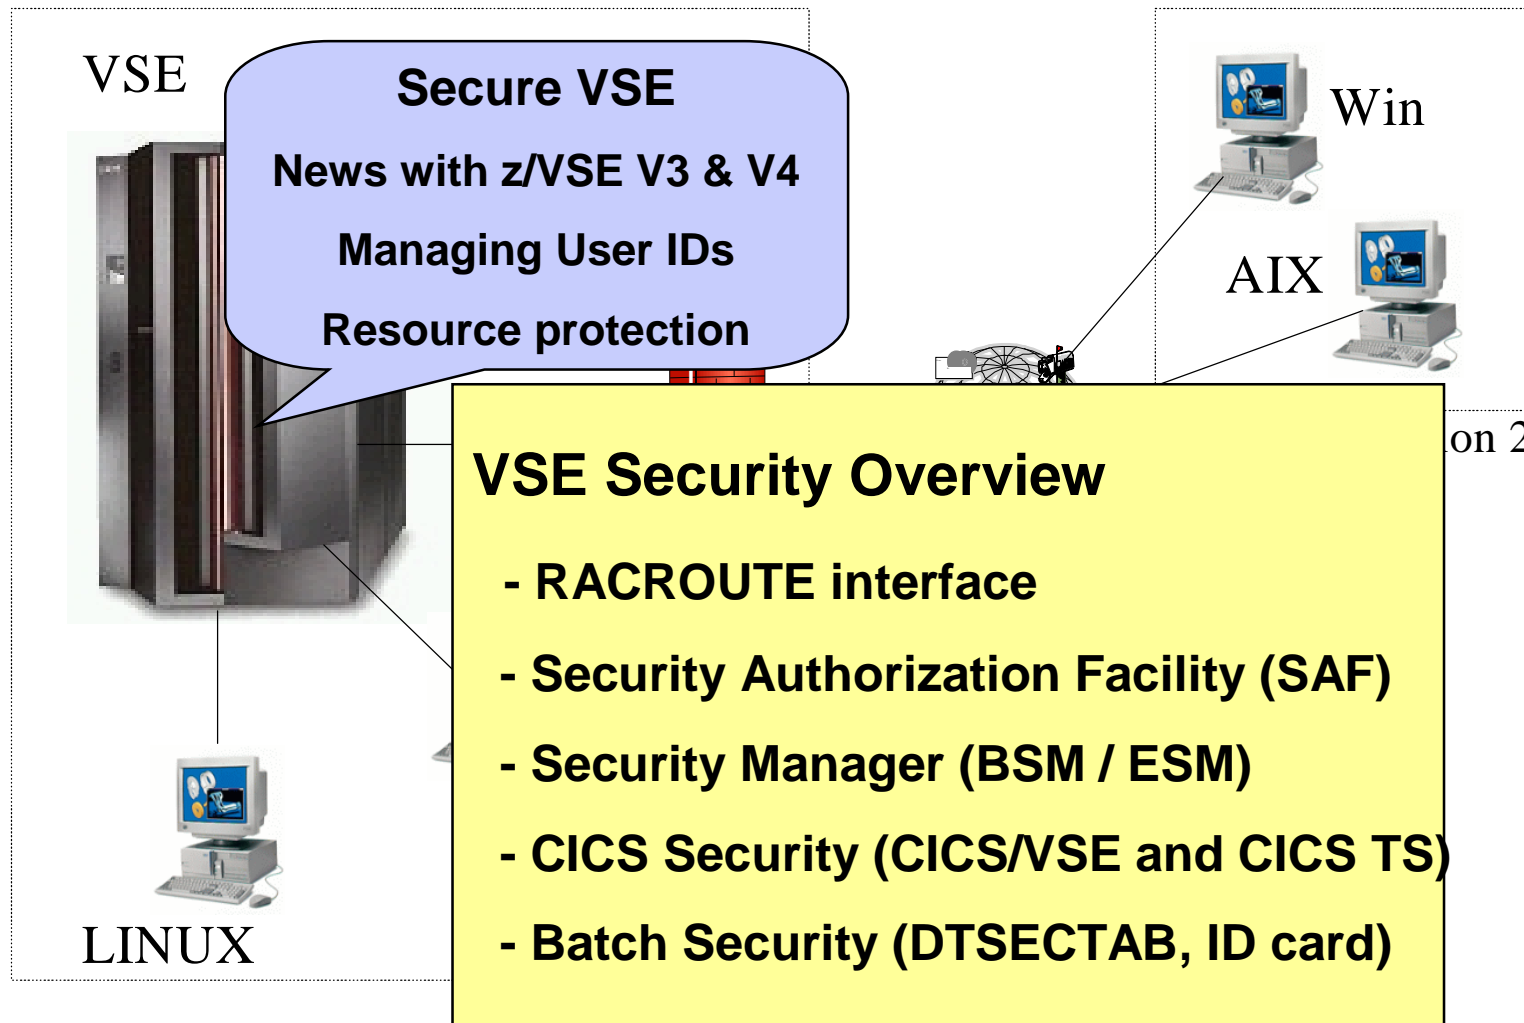 VSE
Secure VSE
News with z/VSE V3 & V4
Managing User IDs
Resource protection
Win
AIX
on 2
VSE Security Overview
- RACROUTE interface
- Security Authorization Facility (SAF)
- Security Manager (BSM / ESM)
- CICS Security (CICS/VSE and CICS TS)
- Batch Security (DTSECTAB, ID card)
LINUX